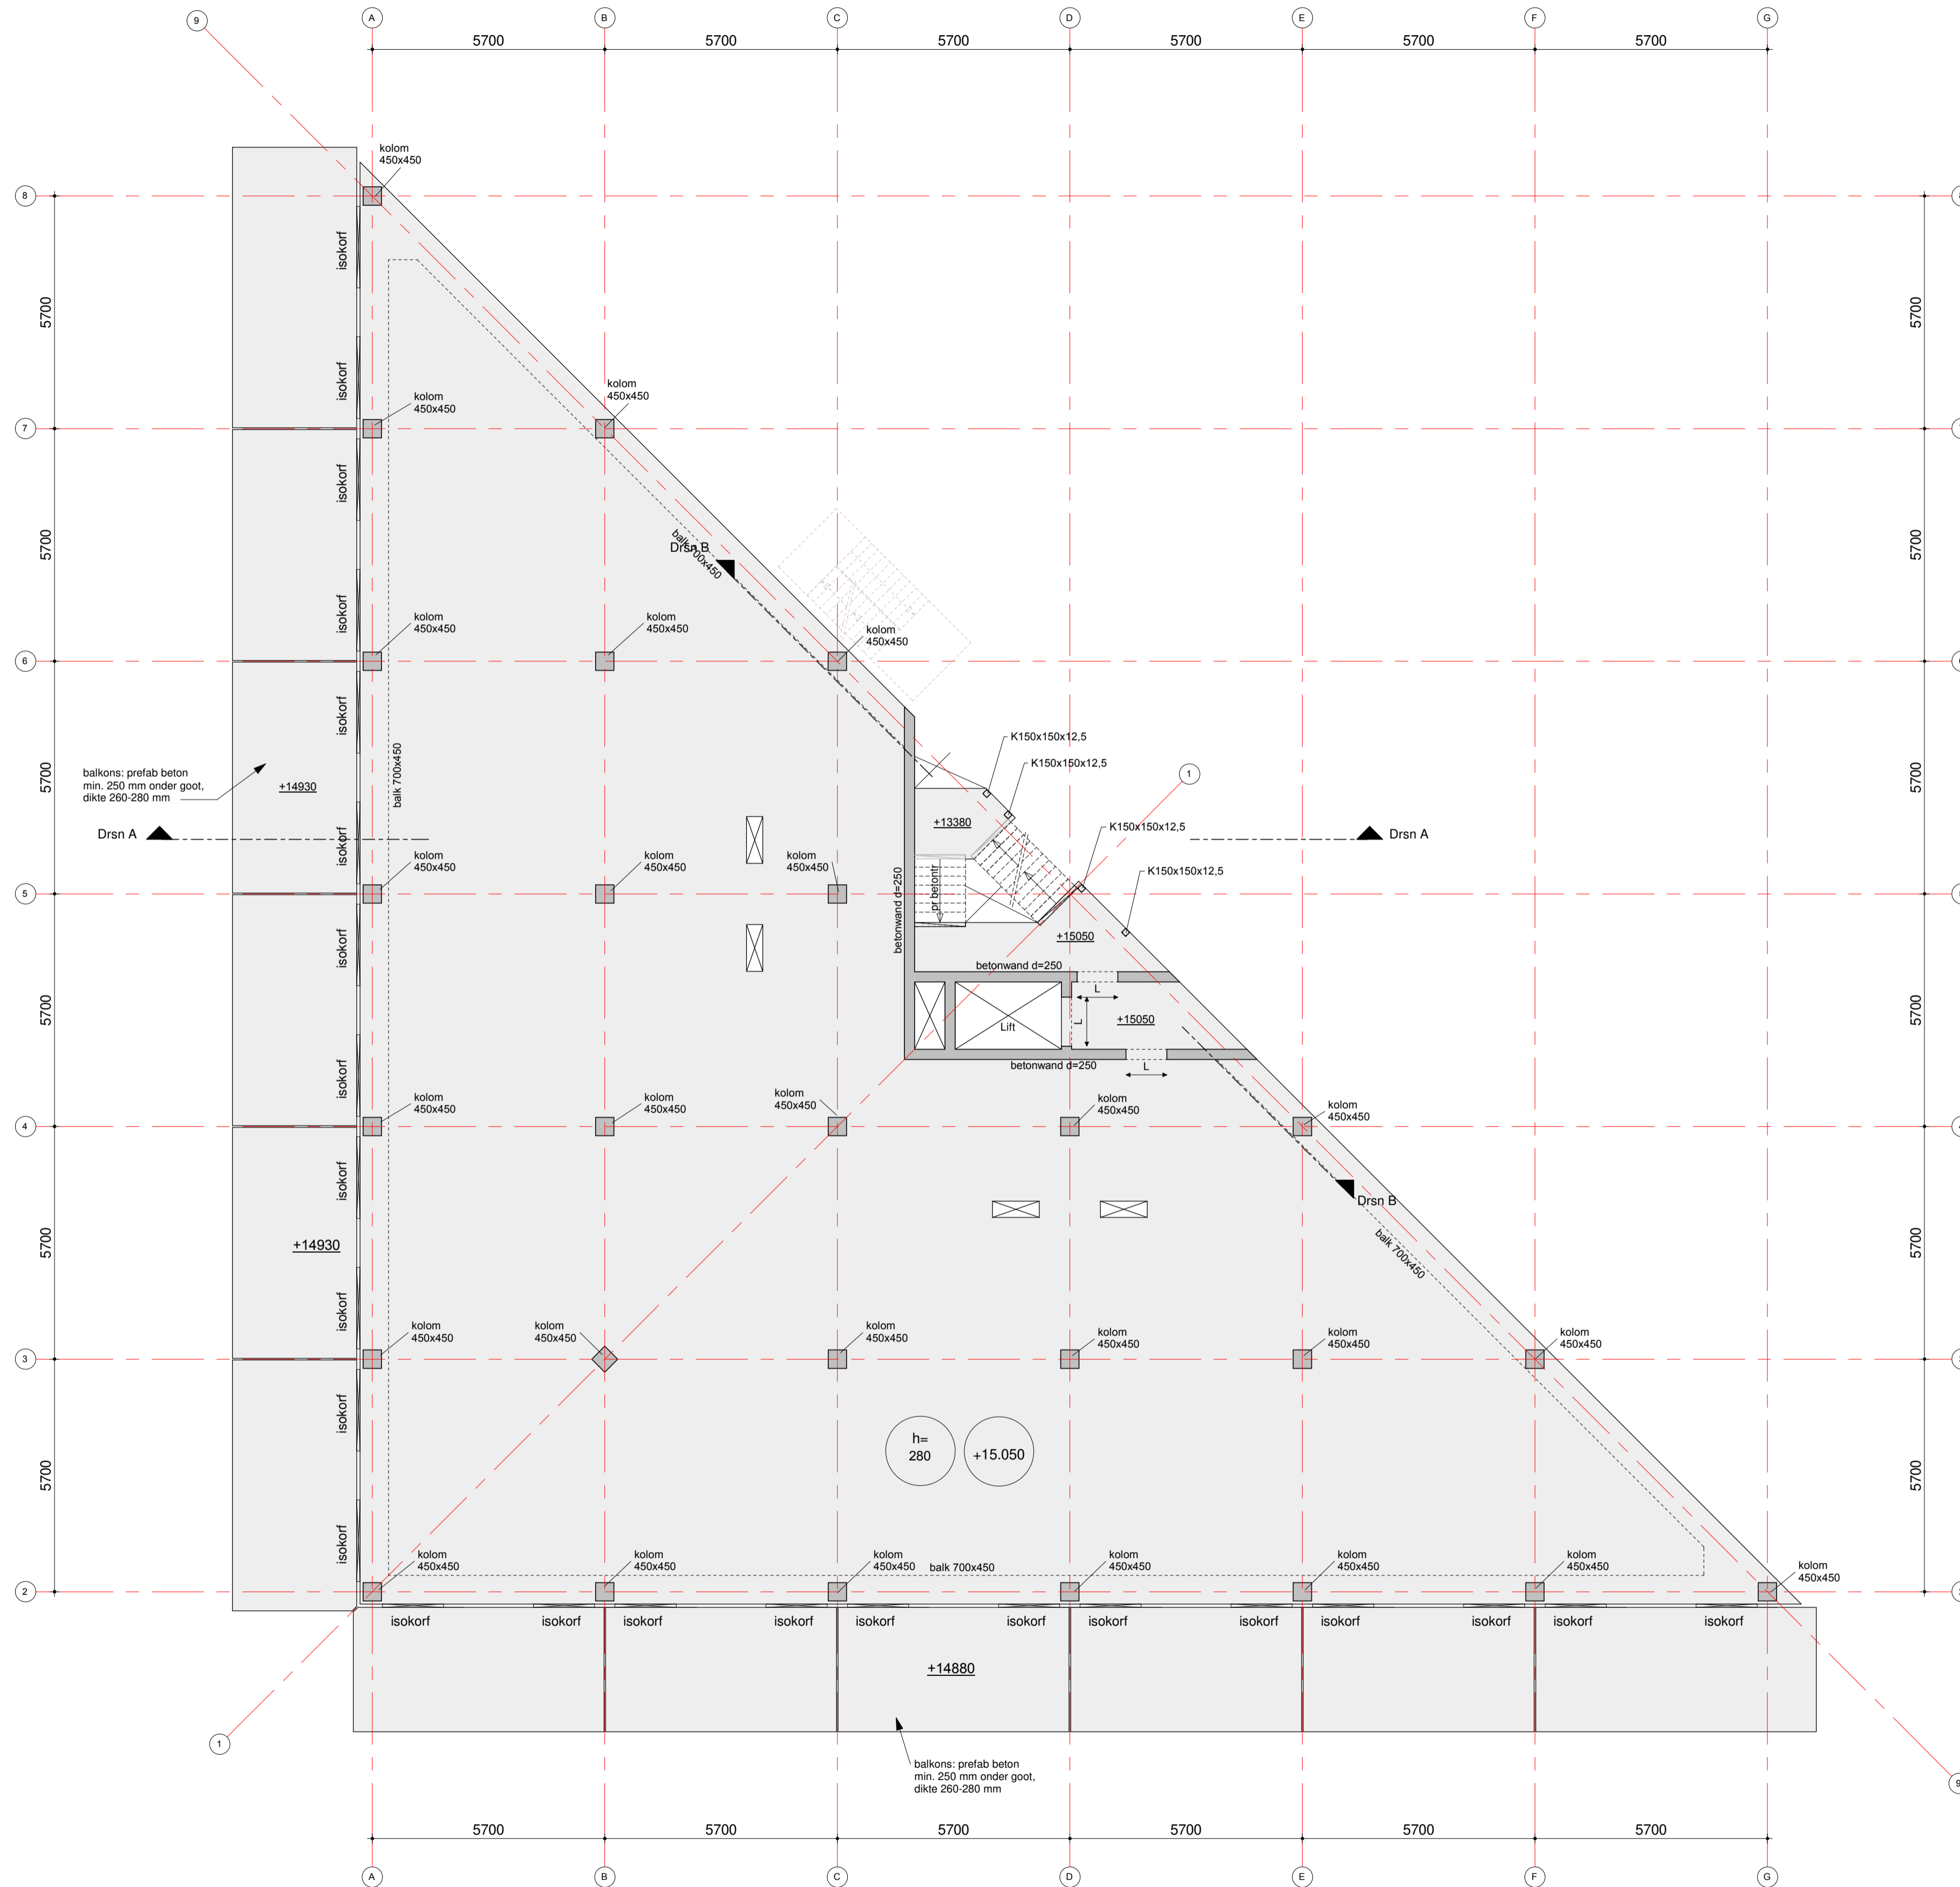 9
A
B
C
D
E
F
G
5700
5700
5700
5700
5700
5700
kolom
450x450
8
isokorf
5700
5700
isokorf
kolom
450x450
kolom
450x450
7
isokorf
balk 700x450
Drsn B
5700
5700
isokorf
kolom
450x450
kolom
450x450
kolom
450x450
6
isokorf
K150x150x12,5
K150x150x12,5
1
balk 700x450
balkons: prefab beton
min. 250 mm onder goot,
dikte 260-280 mm
+14930
5700
5700
+13380
K150x150x12,5
Drsn A
Drsn A
isokorf
kolom
450x450
kolom
450x450
kolom
450x450
K150x150x12,5
pr betontr
betonwand d=250
5
isokorf
+15050
betonwand d=250
L
L
+15050
Lift
5700
5700
betonwand d=250
L
isokorf
kolom
450x450
kolom
450x450
kolom
450x450
kolom
450x450
kolom
450x450
4
isokorf
Drsn B
+14930
5700
5700
balk 700x450
isokorf
kolom
450x450
kolom
450x450
kolom
450x450
kolom
450x450
kolom
450x450
kolom
450x450
3
isokorf
h=
280
+15.050
5700
5700
isokorf
kolom
450x450
kolom
450x450
kolom
450x450
balk 700x450
kolom
450x450
kolom
450x450
kolom
450x450
kolom
450x450
2
isokorf
isokorf
isokorf
isokorf
isokorf
isokorf
isokorf
isokorf
isokorf
isokorf
isokorf
isokorf
+14880
1
balkons: prefab beton
min. 250 mm onder goot,
dikte 260-280 mm
5700
5700
5700
5700
5700
5700
A
B
C
D
E
F
G